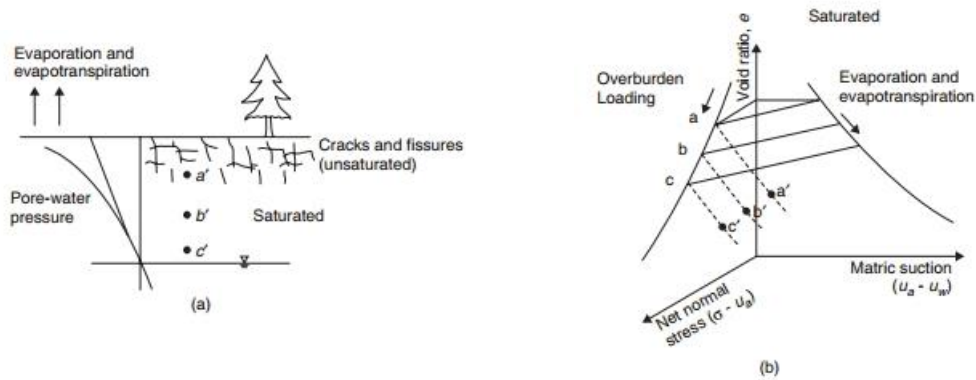 Evaporation and
evapotranspiration
Cracks and fissures
(unsaturated)
a′
Pore-water
pressure
b′
Saturated
c′
(a)
Saturated
Void ratio, e
Overburden
Loading
Evaporation and
evapotranspiration
a
b
c
a′
b′
c′
Matric suction
(uₐ - u_w)
Net normal
stress (σ - uₐ)
(b)